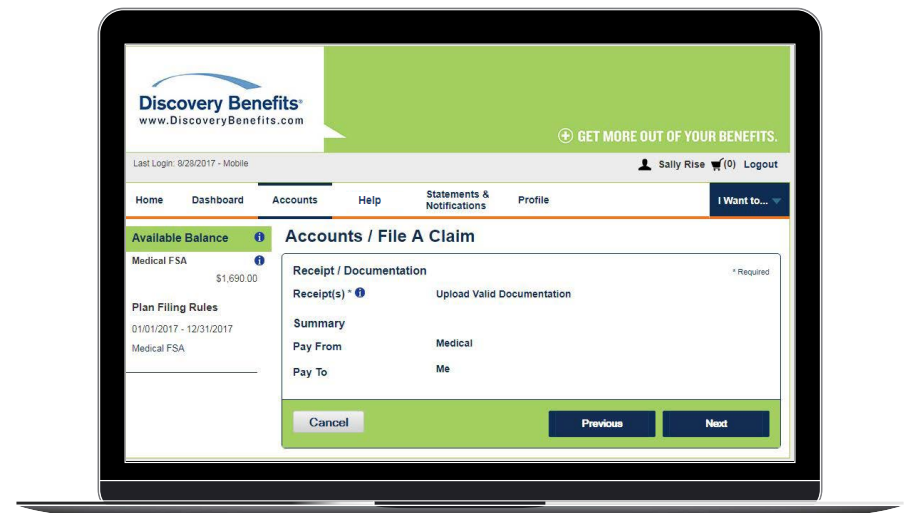 Discovery Benefits®
www.DiscoveryBenefits.com
GET MORE OUT OF YOUR BENEFITS.
Last Login: 8/28/2017 - Mobile
Sally Rise (0) Logout
Home Dashboard Accounts Help Statements & Notifications Profile I Want to...
Available Balance
Medical FSA
$1,690.00
Plan Filing Rules
01/01/2017 - 12/31/2017
Medical FSA
Accounts / File A Claim
Receipt / Documentation * Required
Receipt(s) * Upload Valid Documentation
Summary
Pay From Medical
Pay To Me
Cancel Previous Next